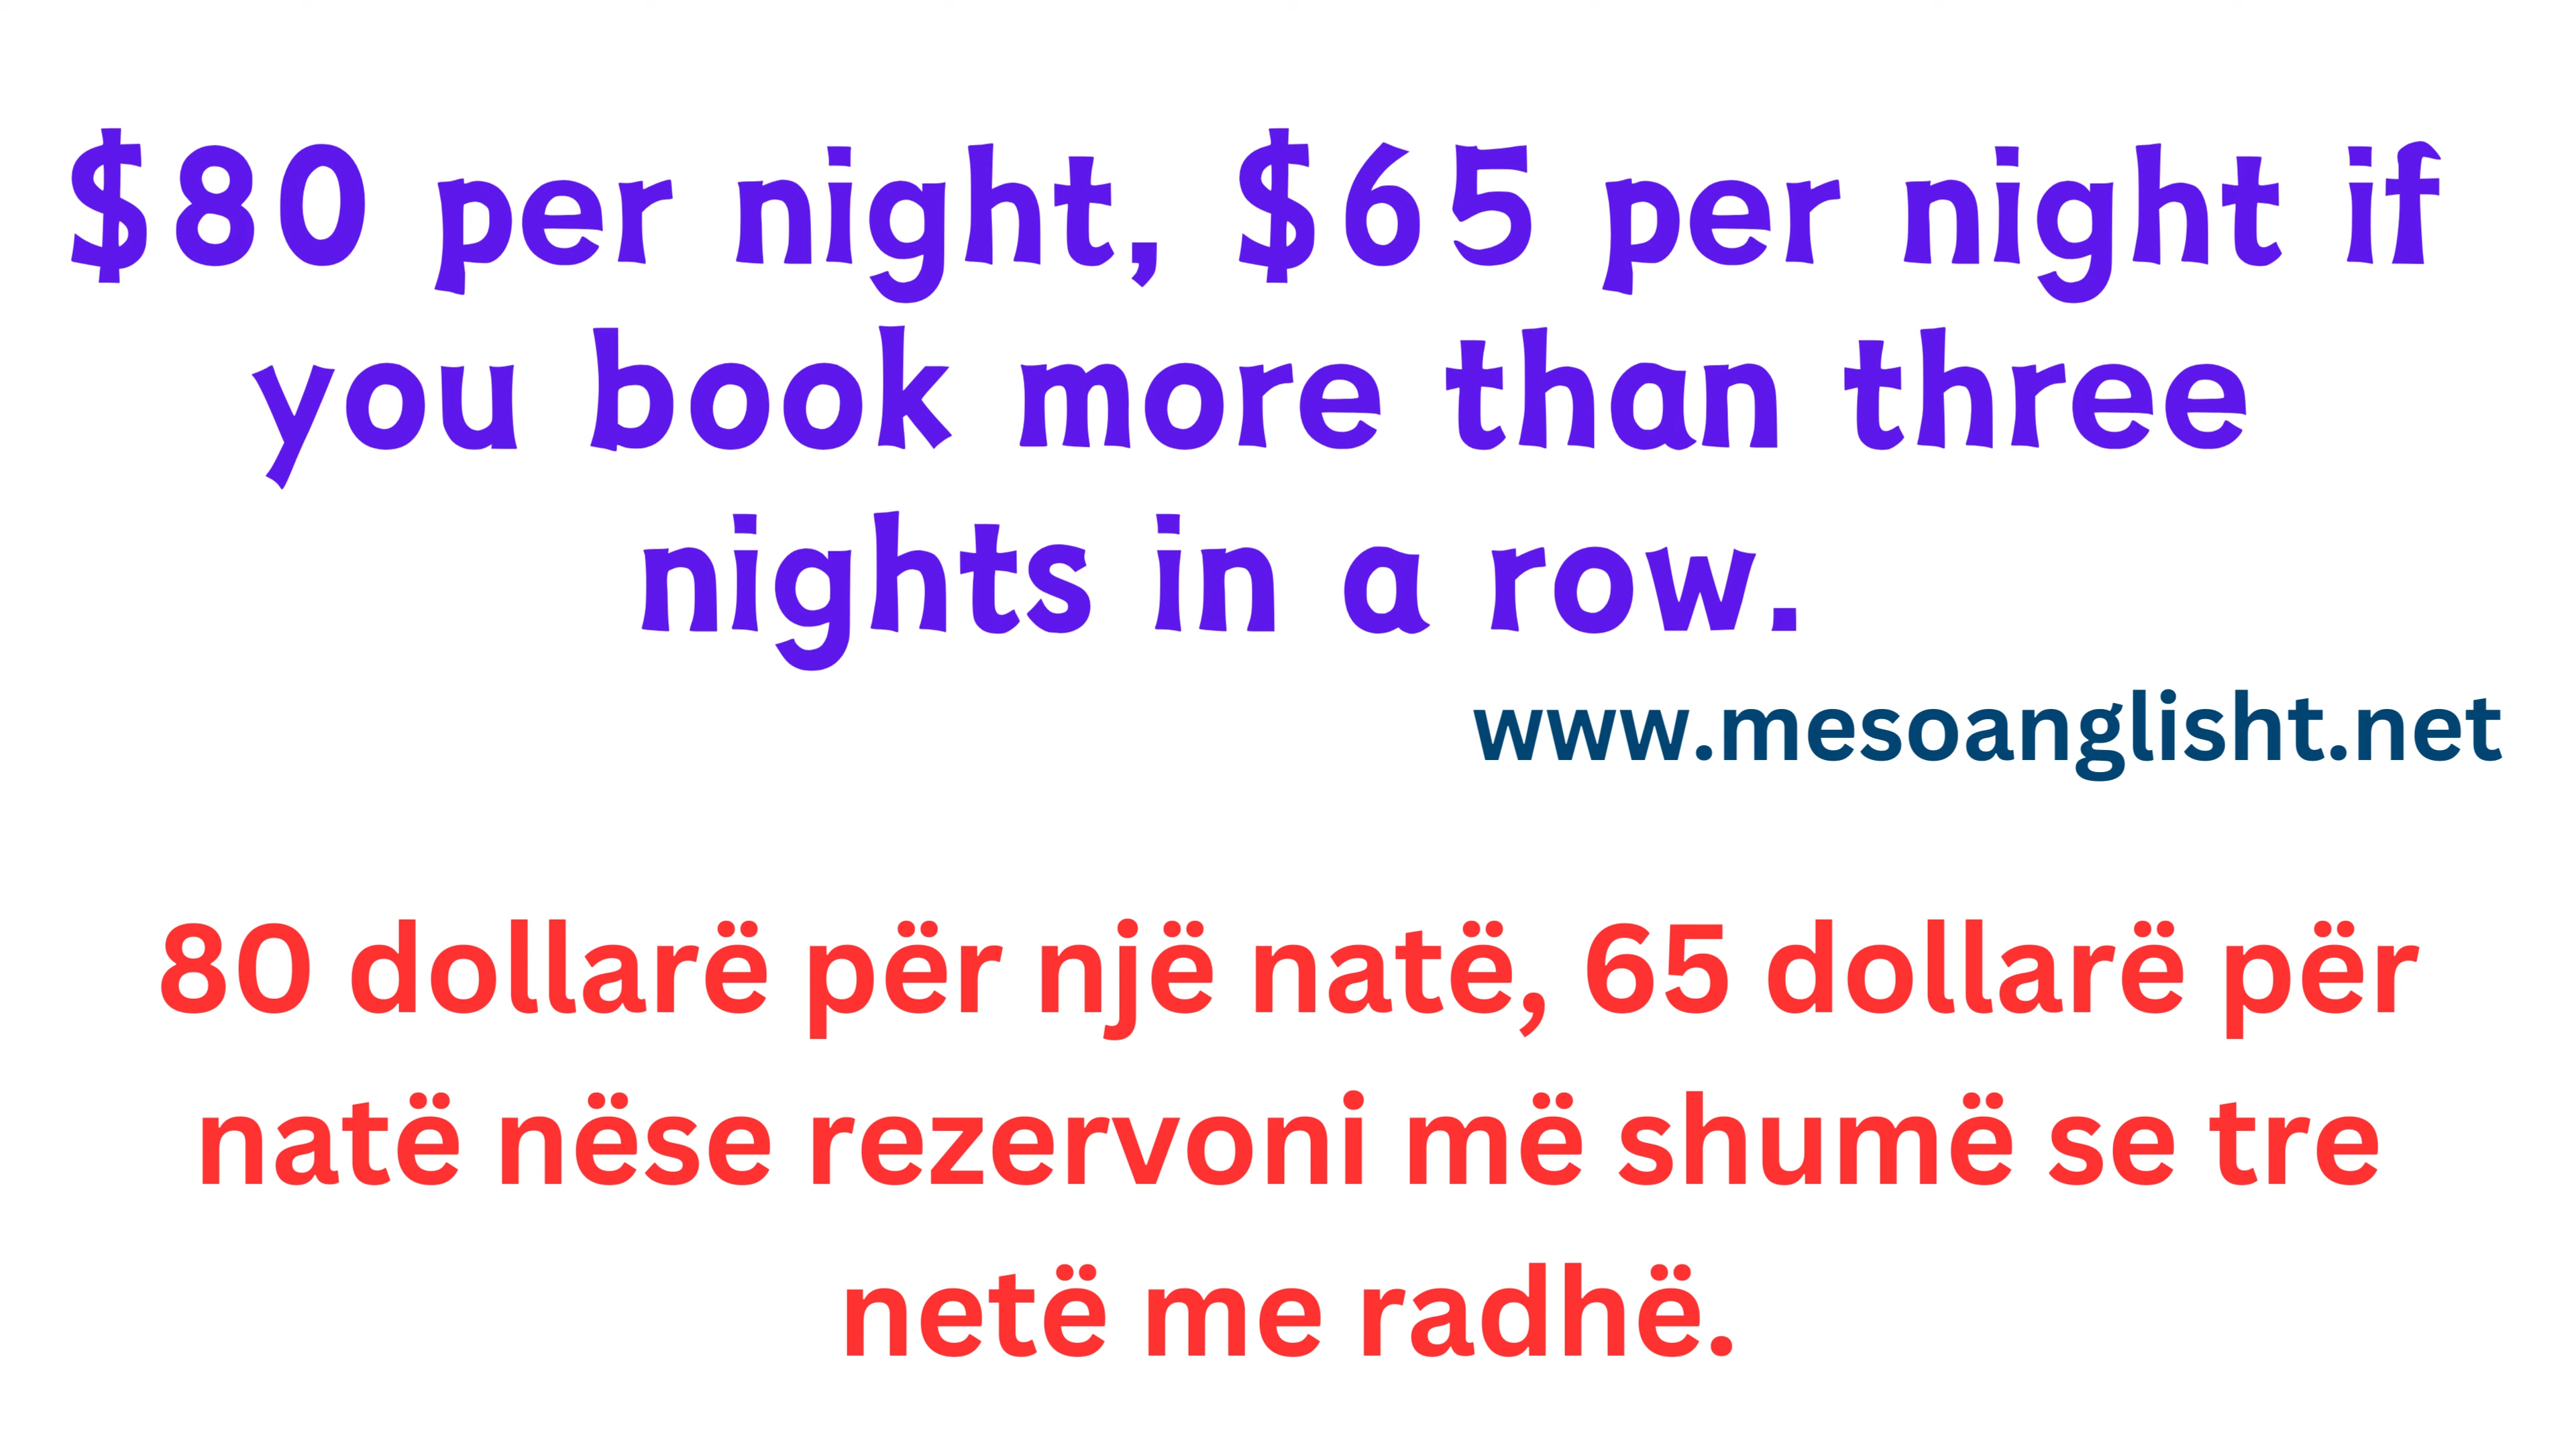 $80 per night, $65 per night if
you book more than three
nights in a row.
www.mesoanglisht.net
80 dollarë për një natë, 65 dollarë për
natë nëse rezervoni më shumë se tre
netë me radhë.